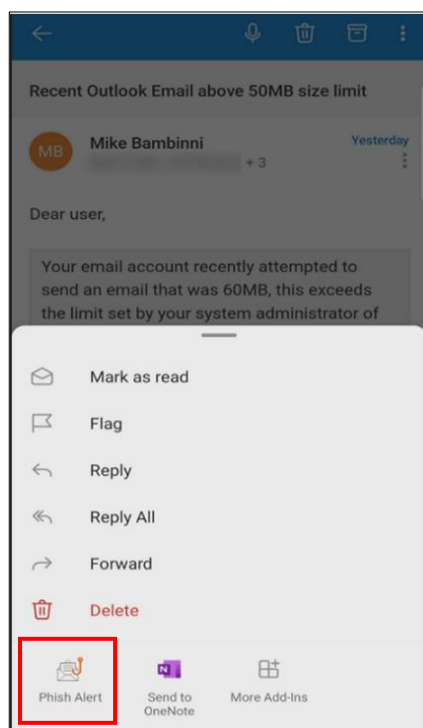 Recent Outlook Email above 50MB size limit
MB
Mike Bambinni
Yesterday
+ 3
Dear user,
Your email account recently attempted to
send an email that was 60MB, this exceeds
the limit set by your system administrator of
Mark as read
Flag
Reply
Reply All
Forward
Delete
Phish Alert
Send to
OneNote
More Add-Ins